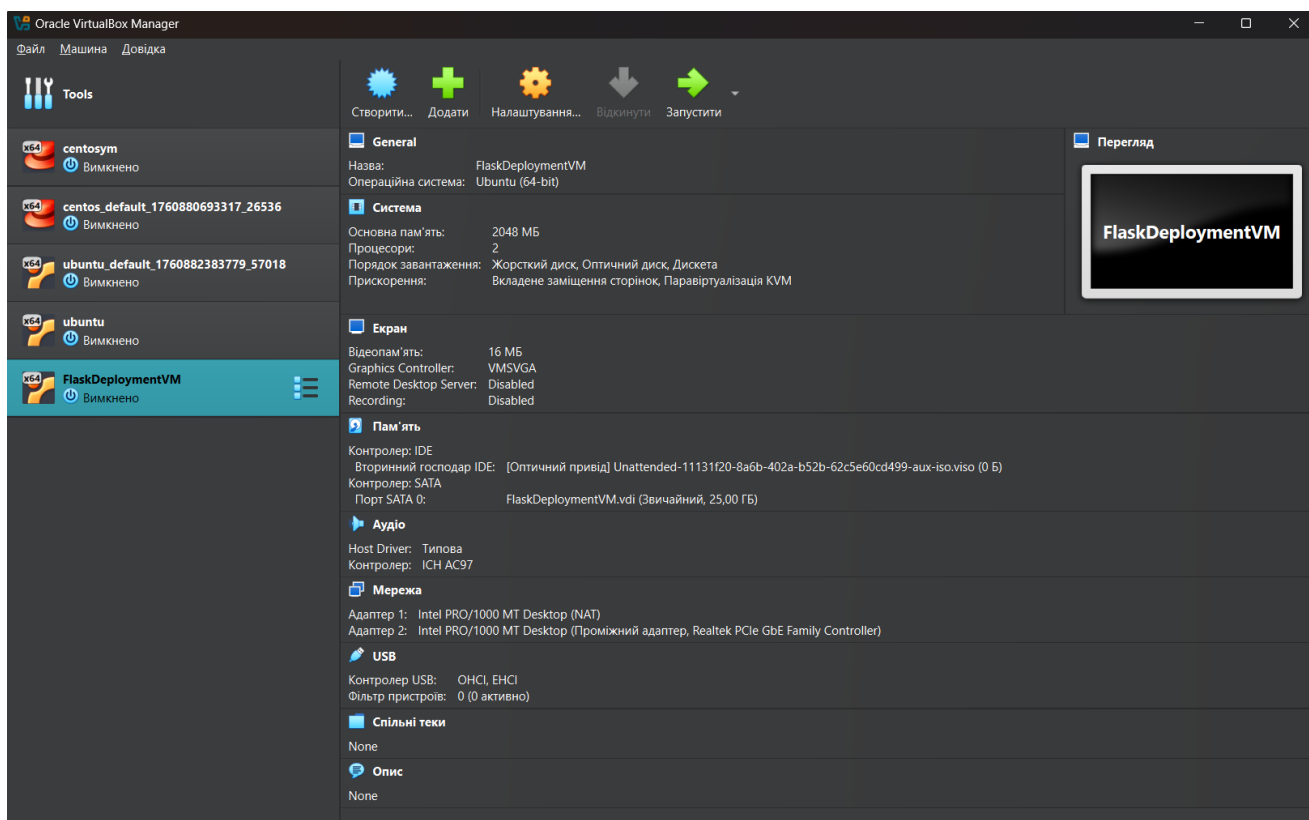 Oracle VirtualBox Manager
Файл Машина Довідка
Tools
Створити... Додати Налаштування... Відкинути Запустити
x64 centosym
Вимкнено
x64 centos_default_1760880693317_26536
Вимкнено
x64 ubuntu_default_1760882383779_57018
Вимкнено
x64 ubuntu
Вимкнено
x64 FlaskDeploymentVM
Вимкнено
General
Назва: FlaskDeploymentVM
Операційна система: Ubuntu (64-bit)
Система
Основна пам'ять: 2048 МБ
Процесори: 2
Порядок завантаження: Жорсткий диск, Оптичний диск, Дискета
Прискорення: Вкладене заміщення сторінок, Паравіртуалізація KVM
Перегляд
FlaskDeploymentVM
Екран
Відеопам'ять: 16 МБ
Graphics Controller: VMSVGA
Remote Desktop Server: Disabled
Recording: Disabled
Пам'ять
Контролер: IDE
Вторинний господар IDE: [Оптичний привід] Unattended-11131f20-8a6b-402a-b52b-62c5e60cd499-aux-iso.viso (0 Б)
Контролер: SATA
Порт SATA 0: FlaskDeploymentVM.vdi (Звичайний, 25,00 ГБ)
Аудіо
Host Driver: Типова
Контролер: ICH AC97
Мережа
Адаптер 1: Intel PRO/1000 MT Desktop (NAT)
Адаптер 2: Intel PRO/1000 MT Desktop (Проміжний адаптер, Realtek PCIe GbE Family Controller)
USB
Контролер USB: OHCI, EHCI
Фільтр пристроїв: 0 (0 активно)
Спільні теки
None
Опис
None